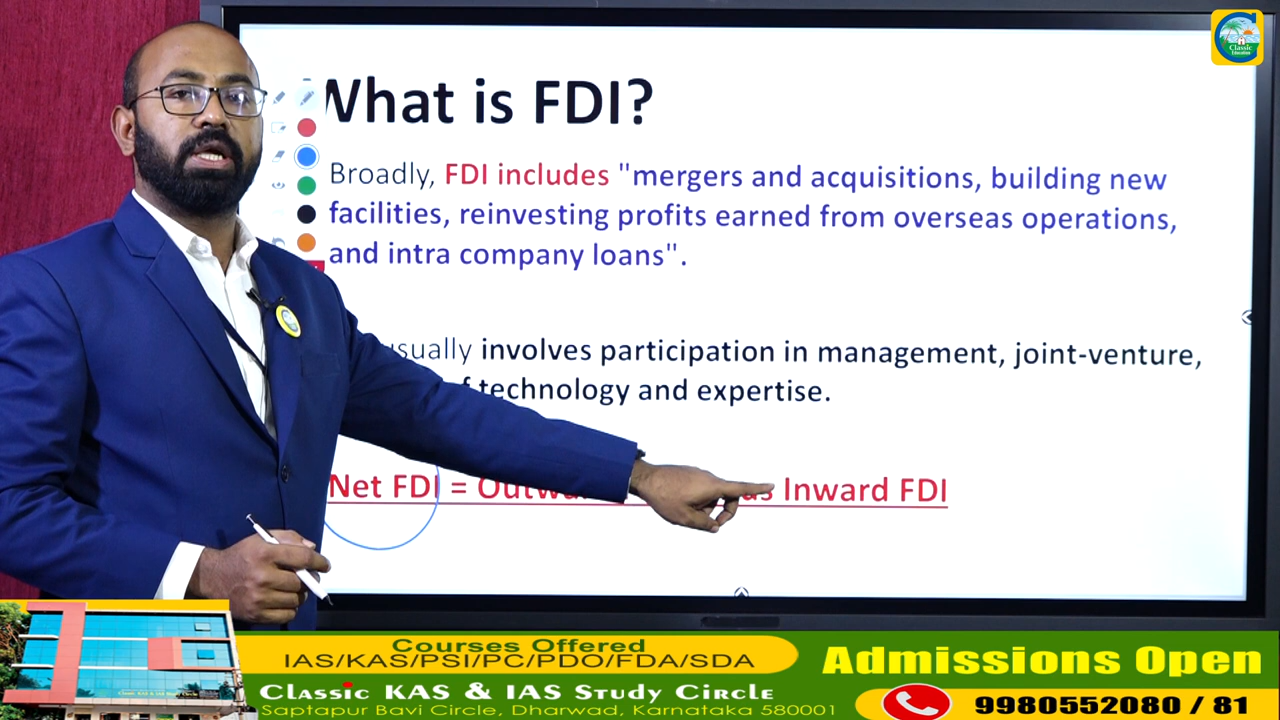 Classic
Education
What is FDI?
Broadly, FDI includes "mergers and acquisitions, building new
facilities, reinvesting profits earned from overseas operations,
and intra company loans".
usually involves participation in management, joint-venture,
technology and expertise.
Net FDI = Inward FDI
Courses Offered
IAS/KAS/PSI/PC/PDO/FDA/SDA
Classic KAS & IAS Study Circle
Saptapur Bavi Circle, Dharwad, Karnataka 580001
Admissions Open
9980552080 / 81